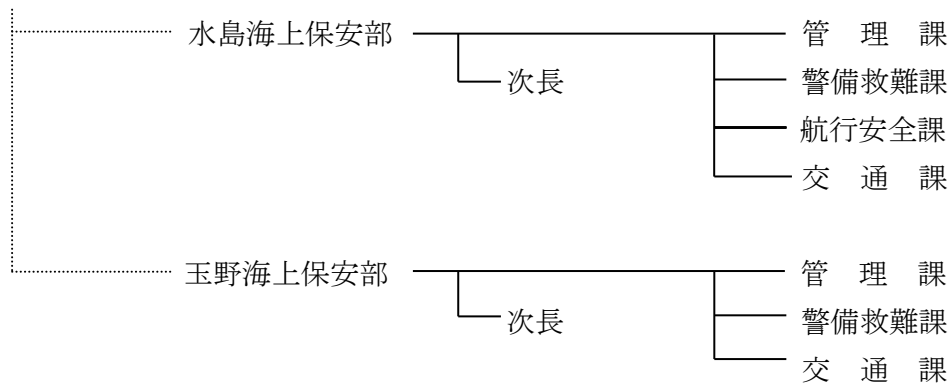 水島海上保安部 管 理 課
次長 警備救難課
航行安全課
交 通 課
玉野海上保安部 管 理 課
次長 警備救難課
交 通 課